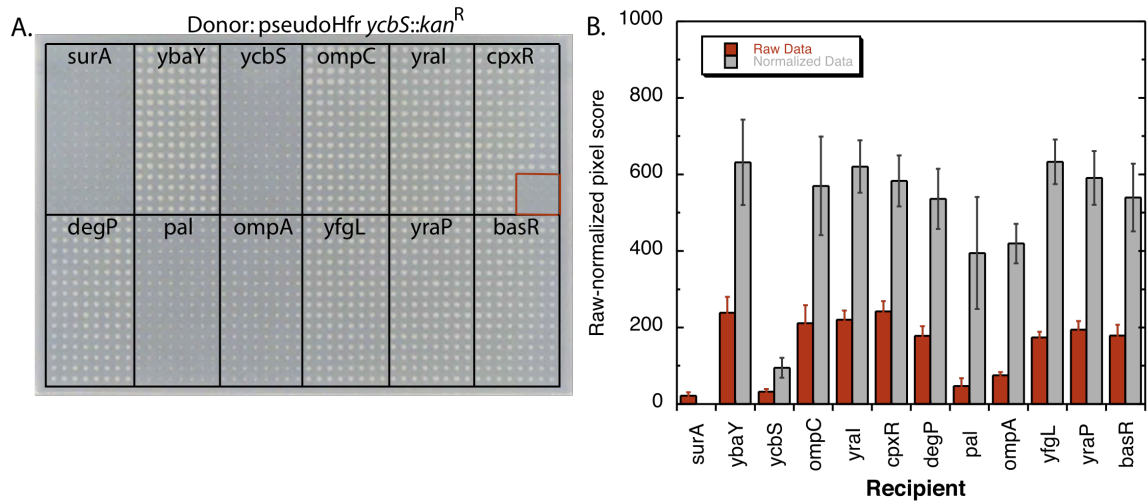 A.
Donor: pseudoHfr ycbS::kanR
surA ybaY ycbS ompC yraI cpxR
degP pal ompA yfgL yraP basR
B.
Raw Data
Normalized Data
Raw-normalized pixel score
1000
800
600
400
200
0
surA
ybaY
ycbS
ompC
yraI
cpxR
degP
pal
ompA
yfgL
yraP
basR
Recipient